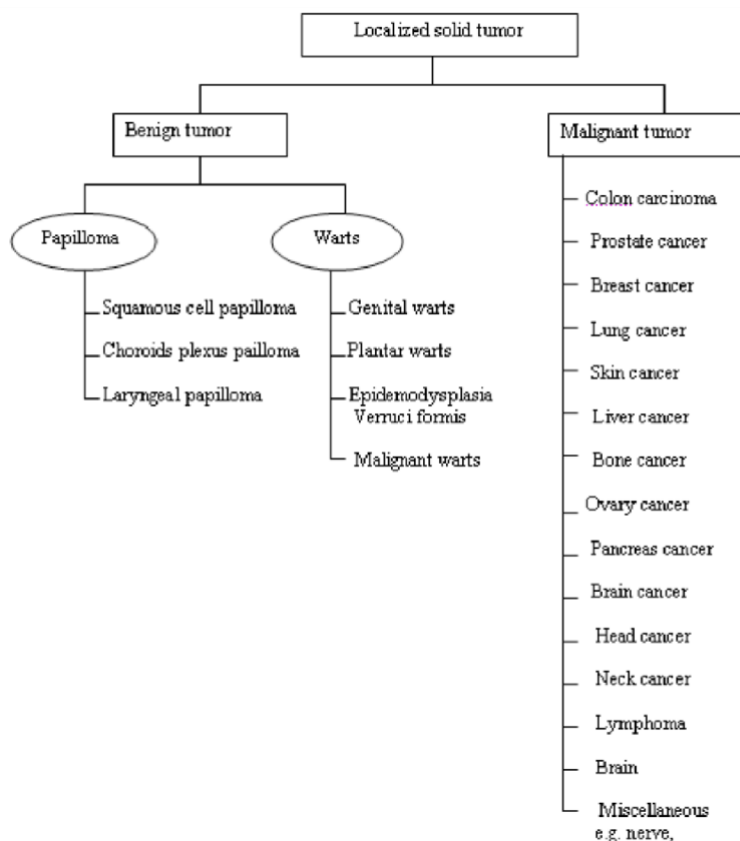 Localized solid tumor
Benign tumor
Malignant tumor
Papilloma
Warts
Squamous cell papilloma
Choroids plexus pailloma
Laryngeal papilloma
Genital warts
Plantar warts
Epidemodysplasia
Verruci formis
Malignant warts
Colon carcinoma
Prostate cancer
Breast cancer
Lung cancer
Skin cancer
Liver cancer
Bone cancer
Ovary cancer
Pancreas cancer
Brain cancer
Head cancer
Neck cancer
Lymphoma
Brain
Miscellaneous
e.g. nerve,